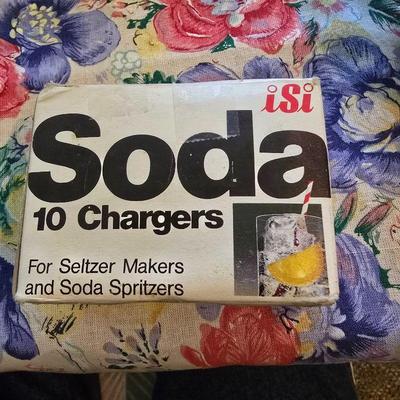 iSi
Soda
10 Chargers
For Seltzer Makers
and Soda Spritzers